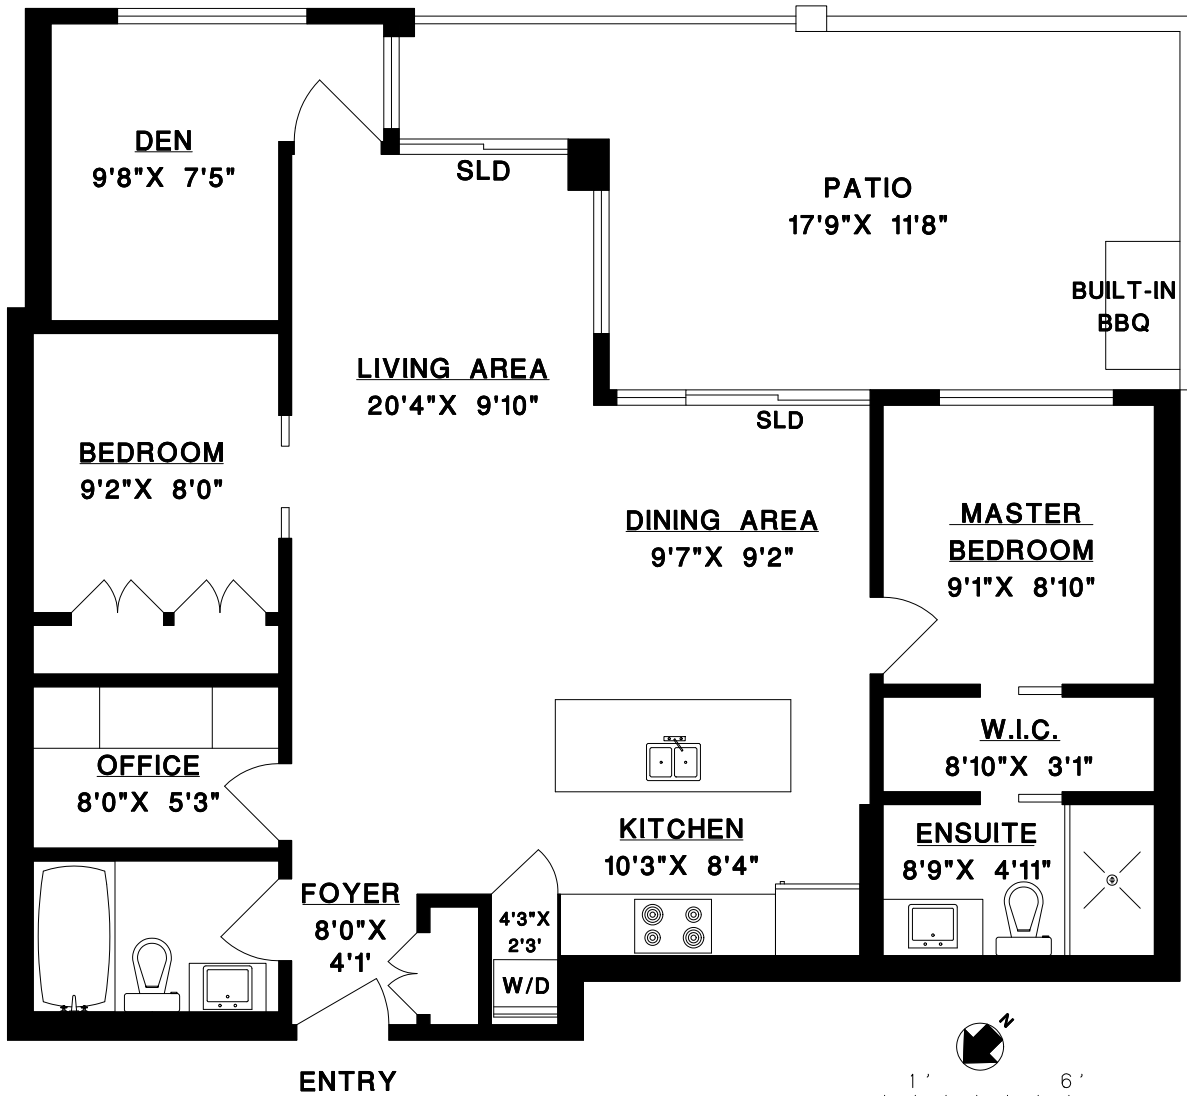 DEN
9'8"X 7'5"
SLD
PATIO
17'9"X 11'8"
BUILT-IN
BBQ
LIVING AREA
20'4"X 9'10"
SLD
BEDROOM
9'2"X 8'0"
DINING AREA
9'7"X 9'2"
MASTER
BEDROOM
9'1"X 8'10"
W.I.C.
8'10"X 3'1"
OFFICE
8'0"X 5'3"
KITCHEN
10'3"X 8'4"
ENSUITE
8'9"X 4'11"
FOYER
8'0"X
4'1'
4'3"X
2'3'
W/D
ENTRY
N
1' 6'